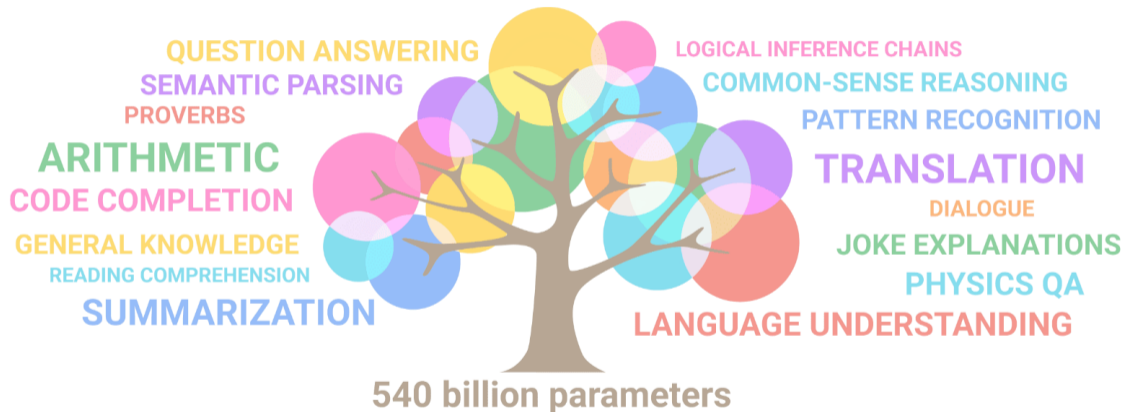 QUESTION ANSWERING
SEMANTIC PARSING
PROVERBS
ARITHMETIC
CODE COMPLETION
GENERAL KNOWLEDGE
READING COMPREHENSION
SUMMARIZATION
LOGICAL INFERENCE CHAINS
COMMON-SENSE REASONING
PATTERN RECOGNITION
TRANSLATION
DIALOGUE
JOKE EXPLANATIONS
PHYSICS QA
LANGUAGE UNDERSTANDING
540 billion parameters